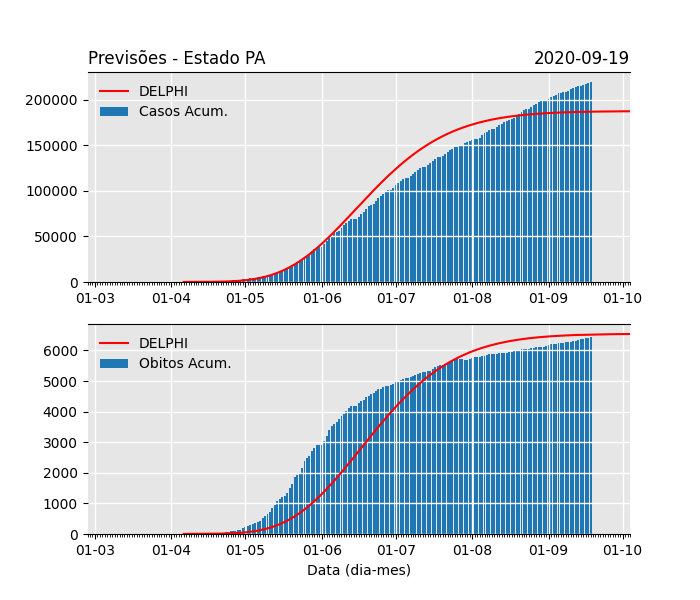 Previsões - Estado PA 2020-09-19
DELPHI
Casos Acum.
200000
150000
100000
50000
0
01-03 01-04 01-05 01-06 01-07 01-08 01-09 01-10
DELPHI
Obitos Acum.
6000
5000
4000
3000
2000
1000
0
01-03 01-04 01-05 01-06 01-07 01-08 01-09 01-10
Data (dia-mes)